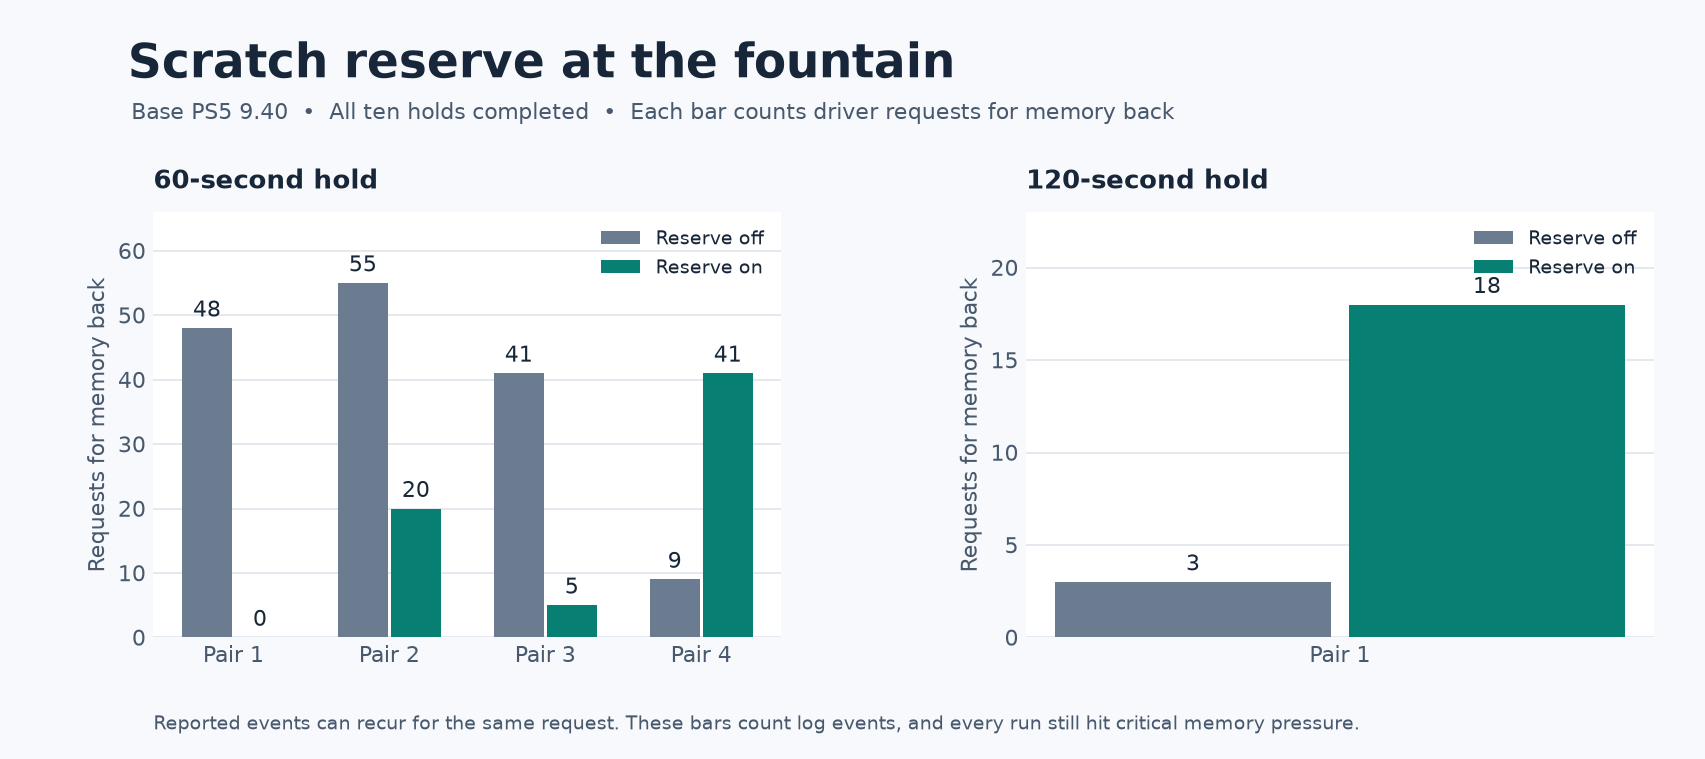 Scratch reserve at the fountain
Base PS5 9.40 • All ten holds completed • Each bar counts driver requests for memory back
60-second hold
Requests for memory back
60
50
40
30
20
10
0
Reserve off
Reserve on
48
0
55
20
41
5
9
41
Pair 1
Pair 2
Pair 3
Pair 4
120-second hold
Requests for memory back
20
15
10
5
0
Reserve off
Reserve on
3
18
Pair 1
Reported events can recur for the same request. These bars count log events, and every run still hit critical memory pressure.